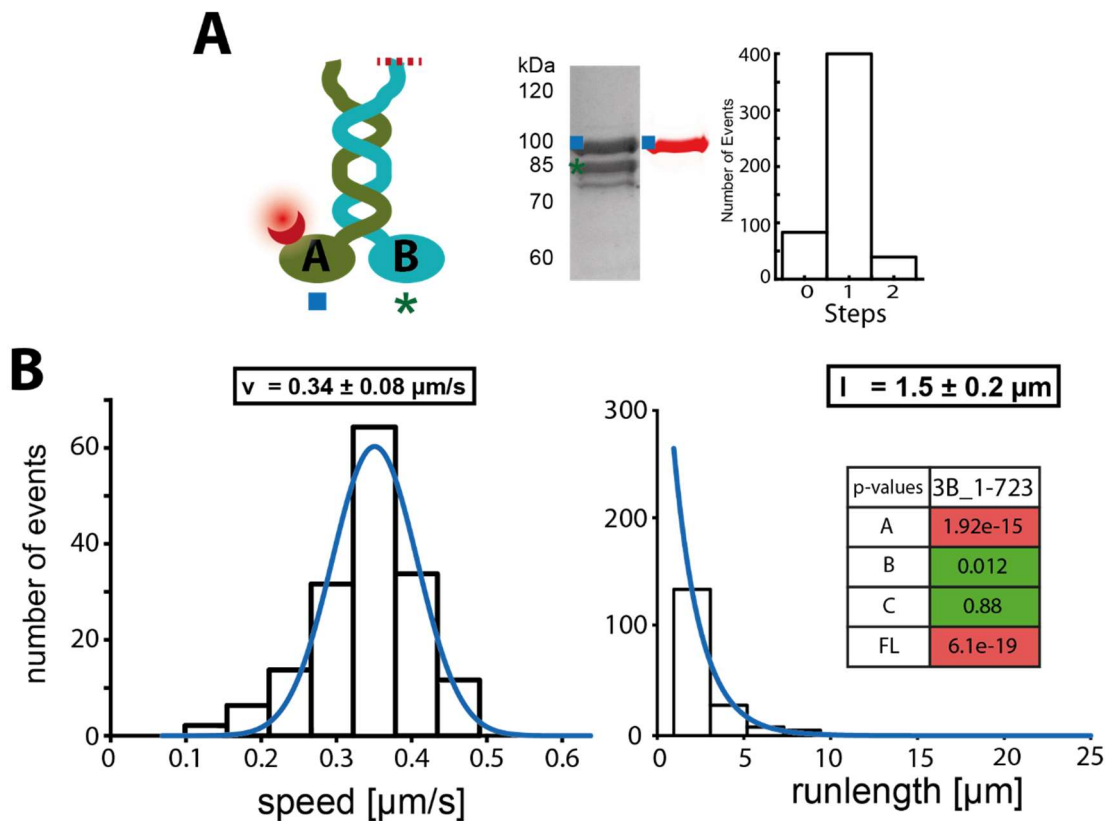 A
A
B
*
kDa
120
100
85
70
60
*
400
300
200
100
0
Number of Events
0 1 2
Steps
B
v = 0.34 ± 0.08 µm/s
number of events
60
40
20
0
0 0.1 0.2 0.3 0.4 0.5 0.6
speed [µm/s]
l = 1.5 ± 0.2 µm
300
200
100
0
0 5 10 15 20 25
runlength [µm]
p-values 3B_1-723
A 1.92e-15
B 0.012
C 0.88
FL 6.1e-19